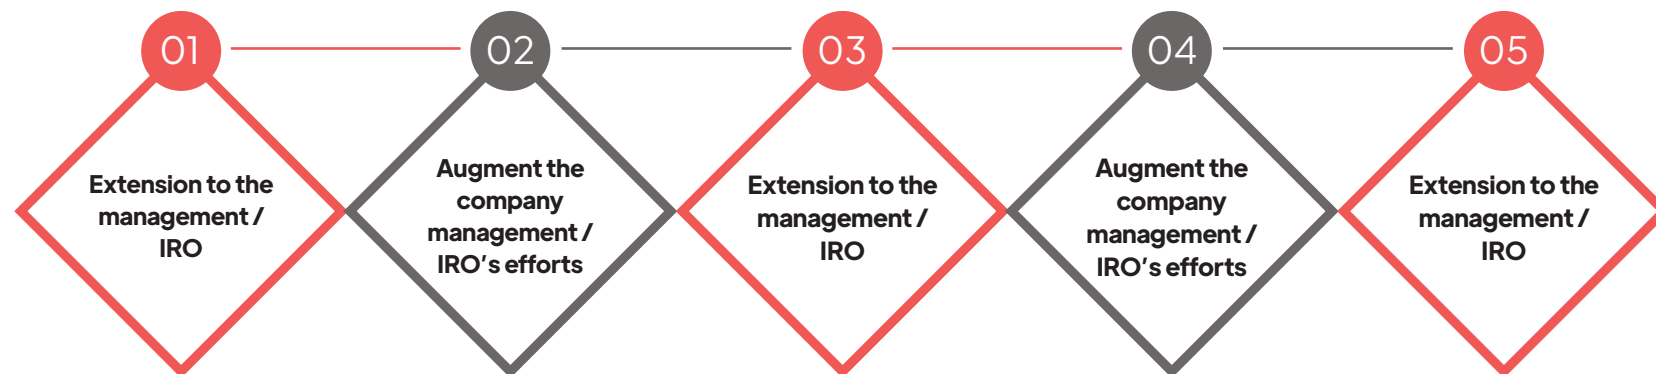 01
02
03
04
05
Extension to the
management /
IRO
Augment the
company
management /
IRO's efforts
Extension to the
management /
IRO
Augment the
company
management /
IRO's efforts
Extension to the
management /
IRO